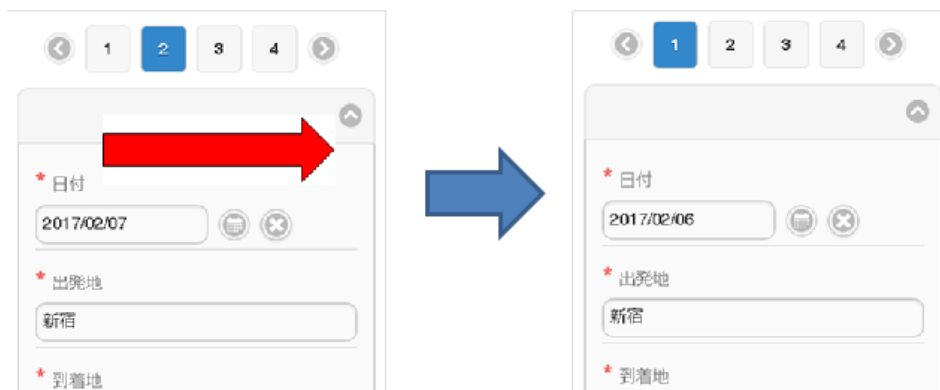 1 2 3 4
* 日付
2017/02/07
* 出発地
新宿
* 到着地
1 2 3 4
* 日付
2017/02/06
* 出発地
新宿
* 到着地